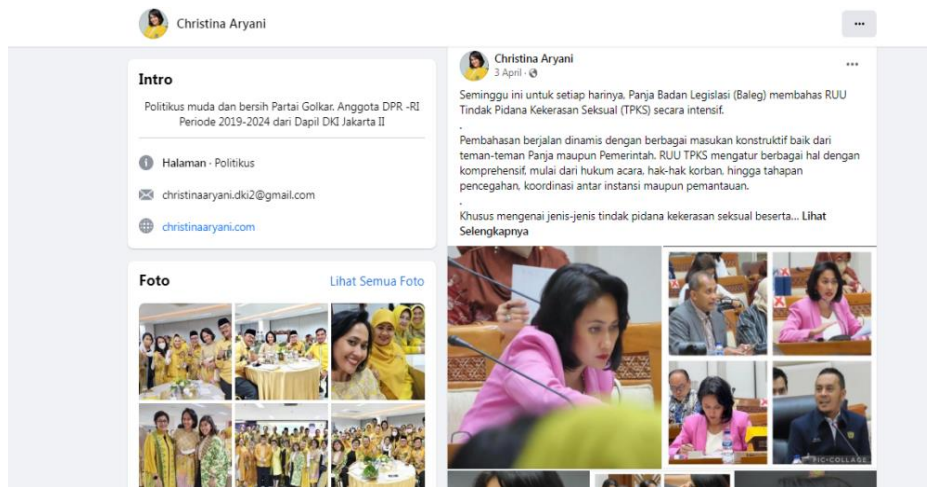 Christina Aryani
Intro
Politikus muda dan bersih Partai Golkar. Anggota DPR -RI
Periode 2019-2024 dari Dapil DKI Jakarta II
Halaman · Politikus
christinaaryani.dki2@gmail.com
christinaaryani.com
Foto
Lihat Semua Foto
Christina Aryani
3 April ·
Seminggu ini untuk setiap harinya, Panja Badan Legislasi (Baleg) membahas RUU
Tindak Pidana Kekerasan Seksual (TPKS) secara intensif.
.
Pembahasan berjalan dinamis dengan berbagai masukan konstruktif baik dari
teman-teman Panja maupun Pemerintah. RUU TPKS mengatur berbagai hal dengan
komprehensif, mulai dari hukum acara, hak-hak korban, hingga tahapan
pencegahan, koordinasi antar instansi maupun pemantauan.
.
Khusus mengenai jenis-jenis tindak pidana kekerasan seksual beserta... Lihat
Selengkapnya
PIC-COLLAGE